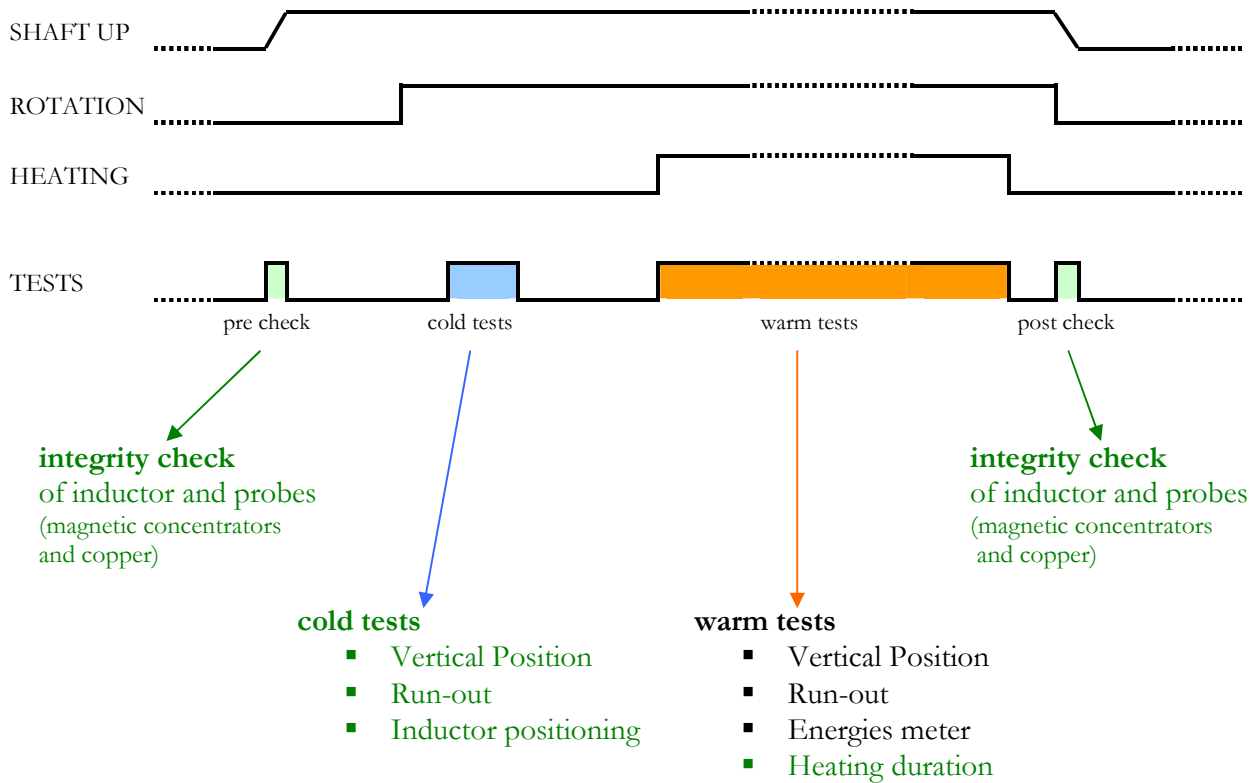 SHAFT UP
ROTATION
HEATING
TESTS
pre check
cold tests
warm tests
post check
integrity check
of inductor and probes
(magnetic concentrators
and copper)
integrity check
of inductor and probes
(magnetic concentrators
and copper)
cold tests
▪ Vertical Position
▪ Run-out
▪ Inductor positioning
warm tests
▪ Vertical Position
▪ Run-out
▪ Energies meter
▪ Heating duration